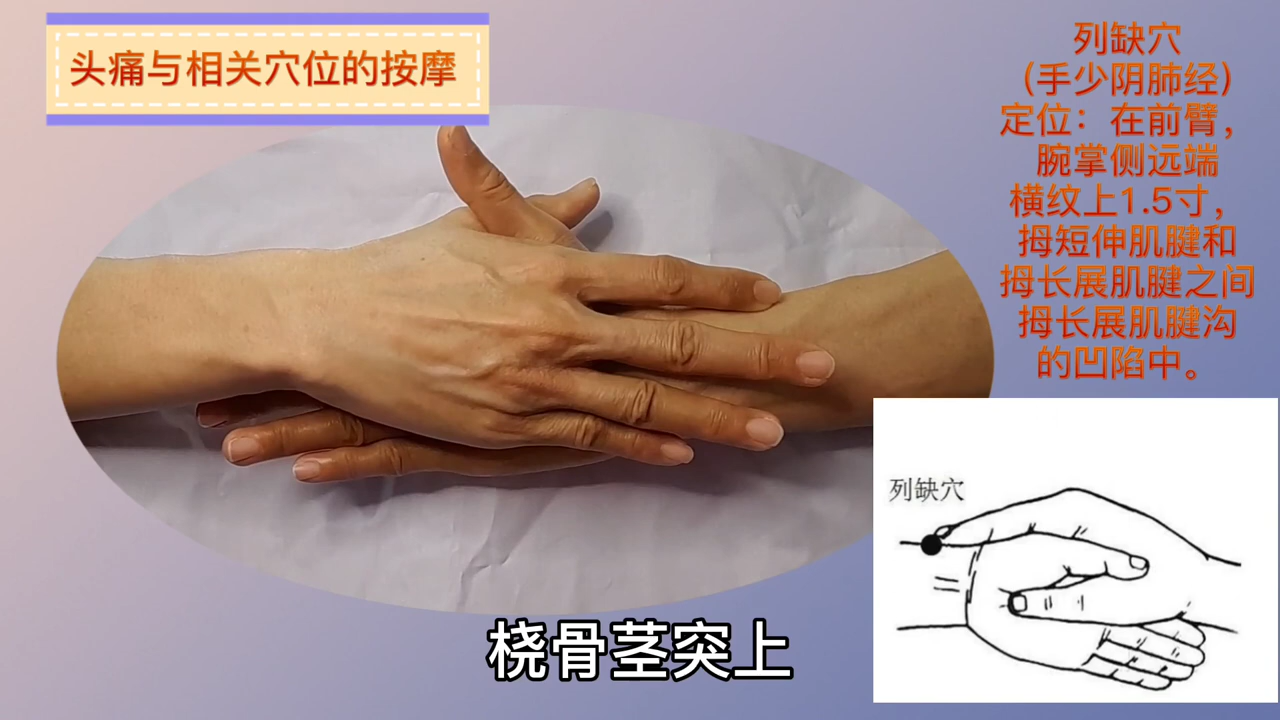 头痛与相关穴位的按摩
列缺穴
（手少阴肺经）
定位：在前臂，
腕掌侧远端
横纹上1.5寸，
拇短伸肌腱和
拇长展肌腱之间
拇长展肌腱沟
的凹陷中。
列缺穴
桡骨茎突上